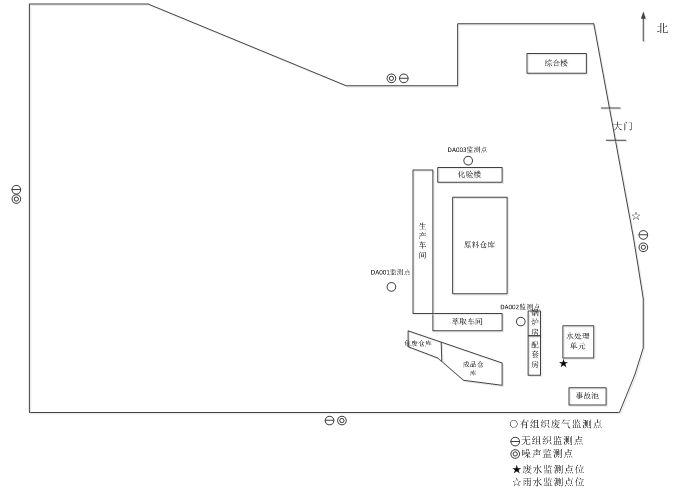 北
综合楼
大门
DA003监测点
化验楼
生产车间
原料仓库
DA001监测点
DA002监测点
萃取车间
锅炉房
水处理
单元
危废仓库
配套房
成品仓
库
事故池
有组织废气监测点
无组织监测点
噪声监测点
废水监测点位
雨水监测点位